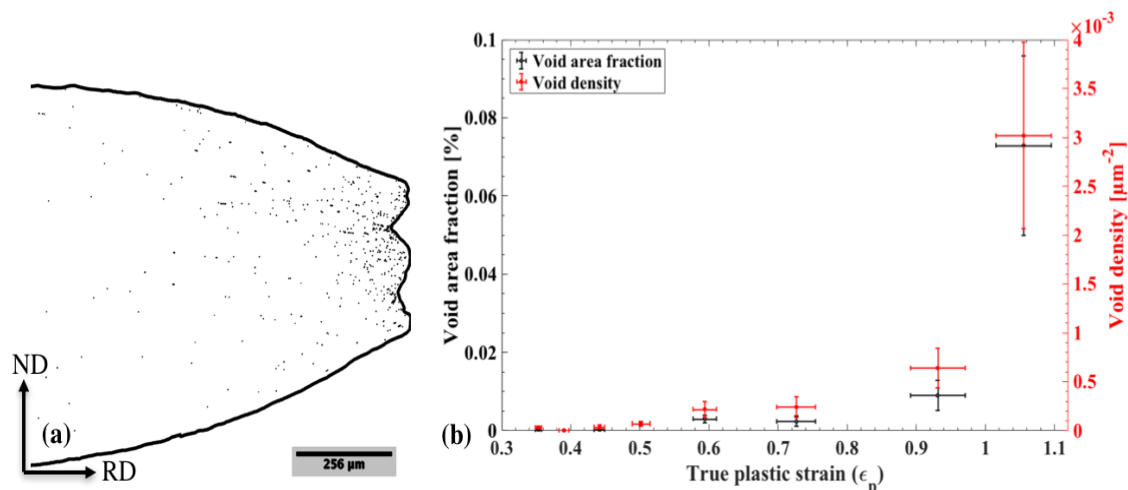 ND
(a)
RD
256 µm
×10⁻³
Void area fraction
Void density
Void area fraction [%]
0.1
0.08
0.06
0.04
0.02
0
4
3.5
3
2.5
2
1.5
1
0.5
0
Void density [µm⁻²]
0.3 0.4 0.5 0.6 0.7 0.8 0.9 1 1.1
(b)
True plastic strain (ϵp)